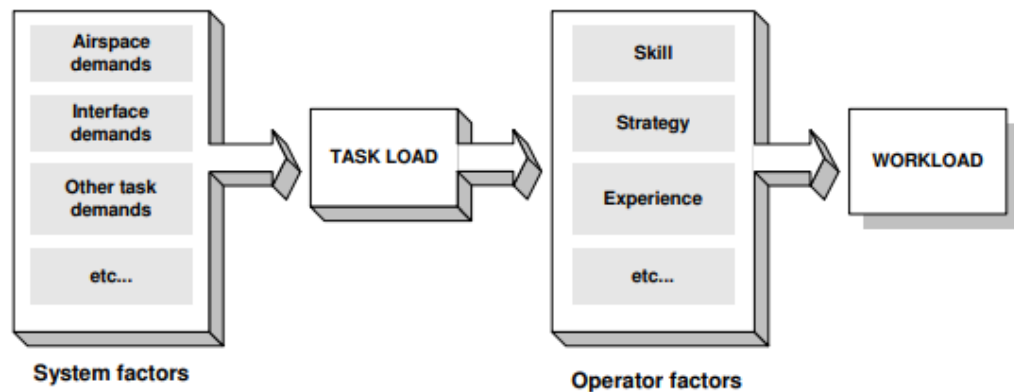 Airspace
demands
Interface
demands
Other task
demands
etc...
System factors
TASK LOAD
Skill
Strategy
Experience
etc...
Operator factors
WORKLOAD